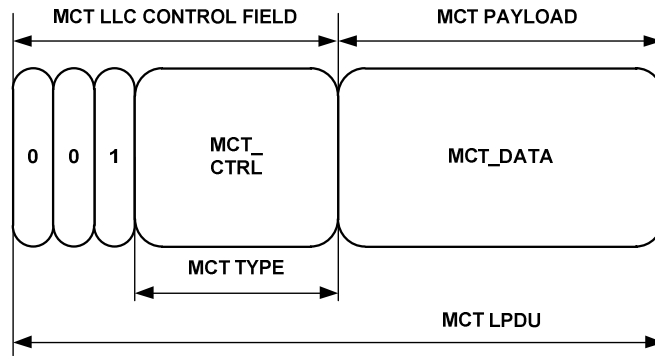 MCT LLC CONTROL FIELD
MCT PAYLOAD
0
0
1
MCT_
CTRL
MCT_DATA
MCT TYPE
MCT LPDU